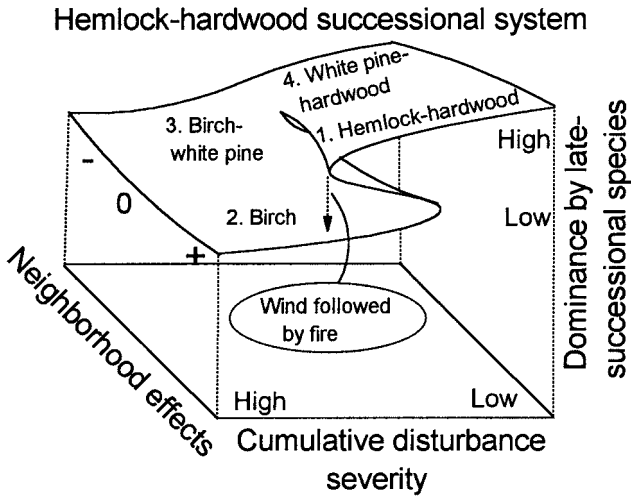 Hemlock-hardwood successional system
4. White pine-
hardwood
1. Hemlock-hardwood
3. Birch-
white pine
2. Birch
-
0
+
High
Low
Dominance by late-
successional species
Neighborhood effects
Wind followed
by fire
High
Low
Cumulative disturbance
severity